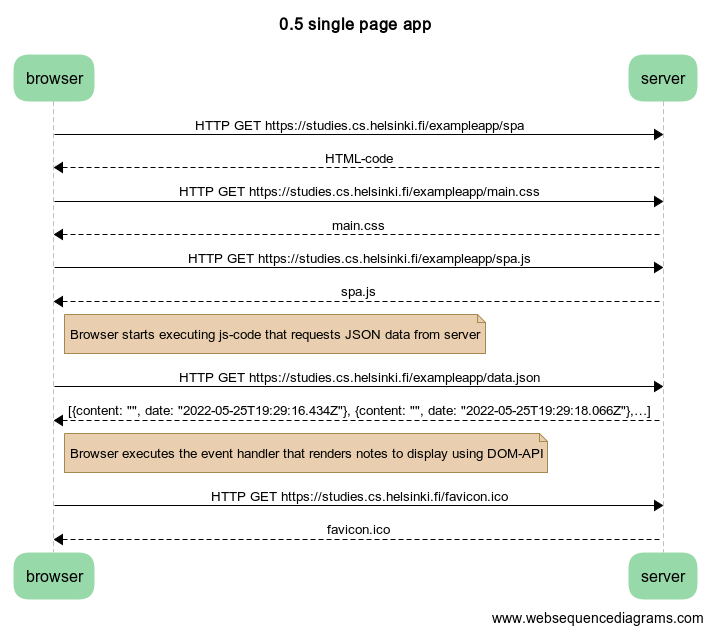 0.5 single page app
browser
server
HTTP GET https://studies.cs.helsinki.fi/exampleapp/spa
HTML-code
HTTP GET https://studies.cs.helsinki.fi/exampleapp/main.css
main.css
HTTP GET https://studies.cs.helsinki.fi/exampleapp/spa.js
spa.js
Browser starts executing js-code that requests JSON data from server
HTTP GET https://studies.cs.helsinki.fi/exampleapp/data.json
[{content: "", date: "2022-05-25T19:29:16.434Z"}, {content: "", date: "2022-05-25T19:29:18.066Z"},...]
Browser executes the event handler that renders notes to display using DOM-API
HTTP GET https://studies.cs.helsinki.fi/favicon.ico
favicon.ico
browser
server
www.websequencediagrams.com